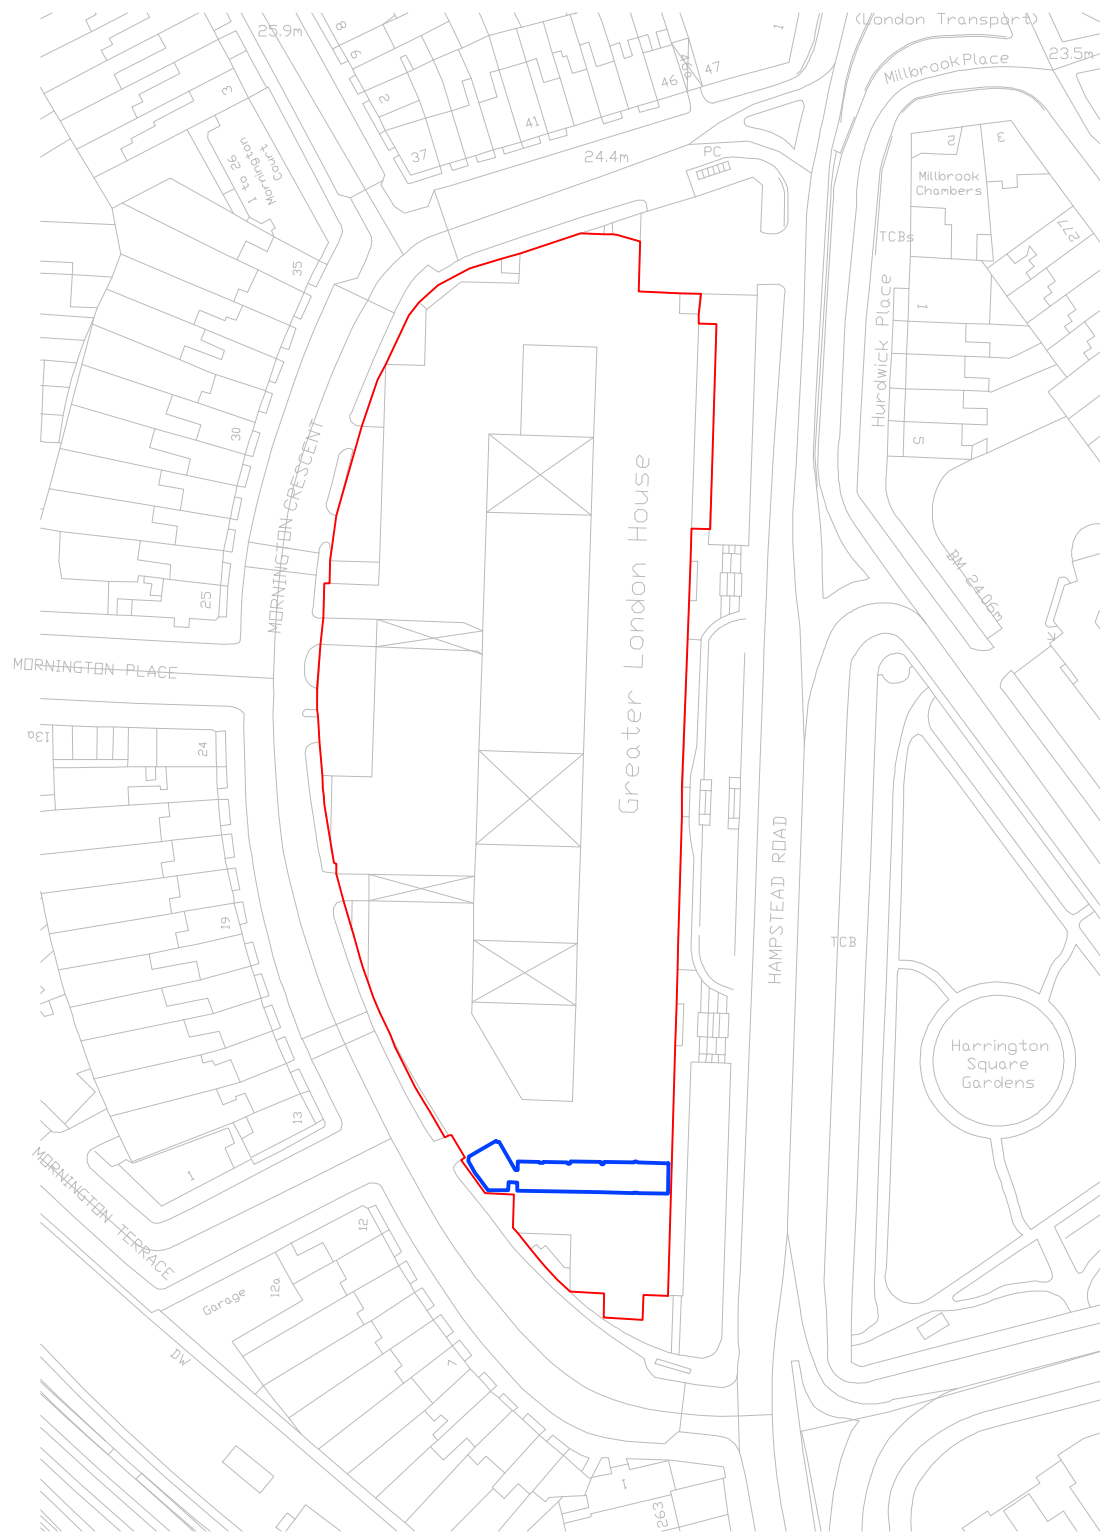 (London Transport)
25.9m
8
6
1
47
46a
46
Millbrook Place
23.5m
3
2
41
37
24.4m
PC
2
3
1 to 26
Mornington
Court
Millbrook
Chambers
277
TCBs
35
Hurdwick Place
1
30
5
MORNINGTON CRESCENT
Greater London House
BM 24.06m
25
MORNINGTON PLACE
13a
24
HAMPSTEAD ROAD
19
TCB
Harrington
Square
Gardens
13
1
MORNINGTON TERRACE
12
12a
Garage
DW
7
1
263